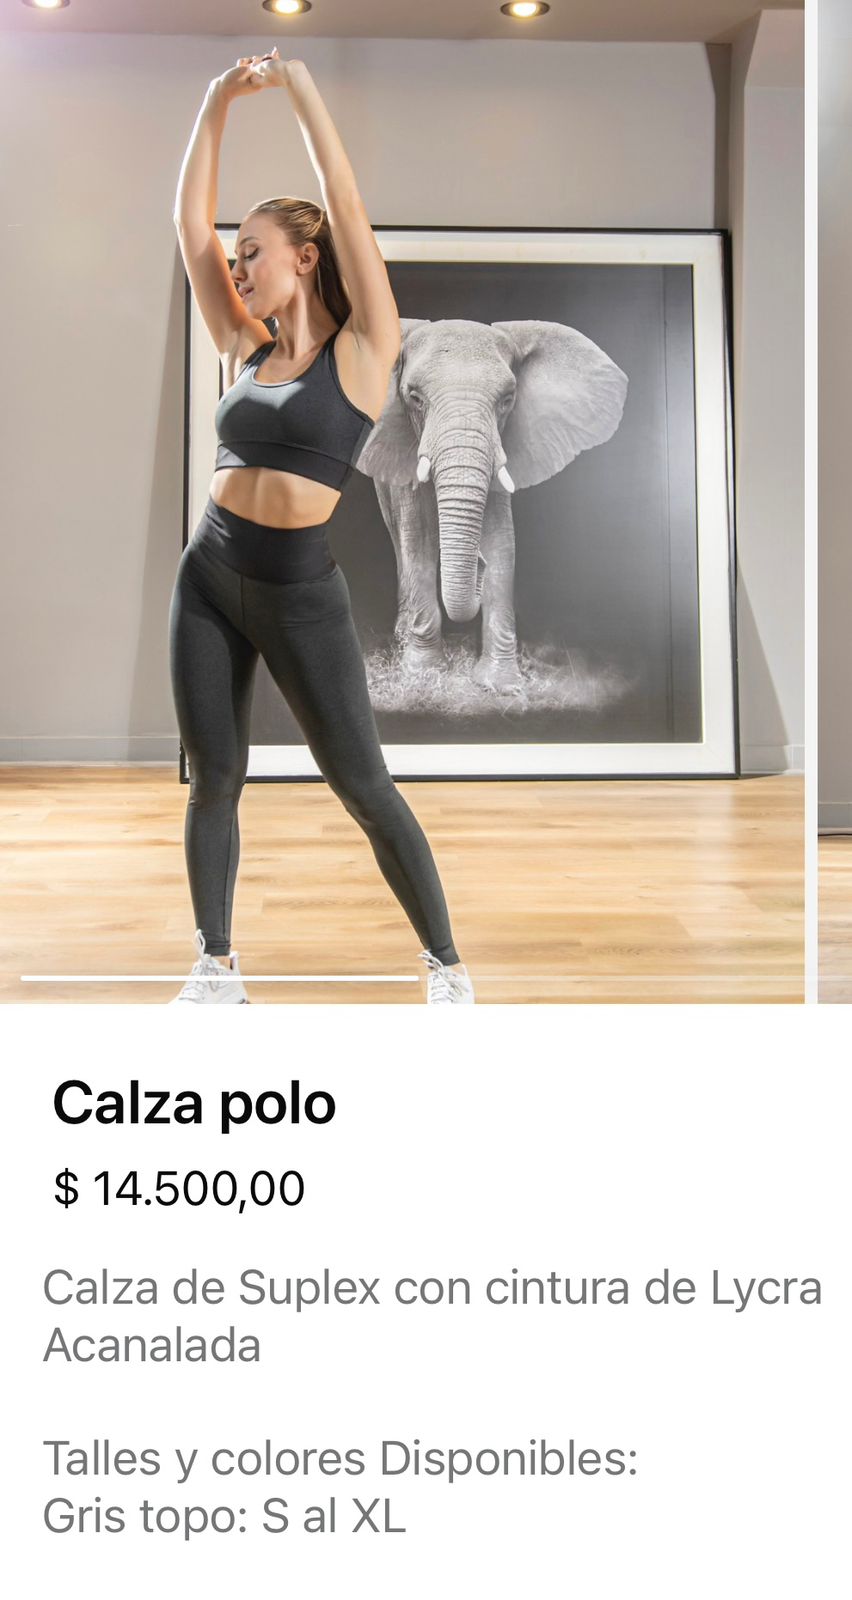 Calza polo
$ 14.500,00
Calza de Suplex con cintura de Lycra
Acanalada
Talles y colores Disponibles:
Gris topo: S al XL